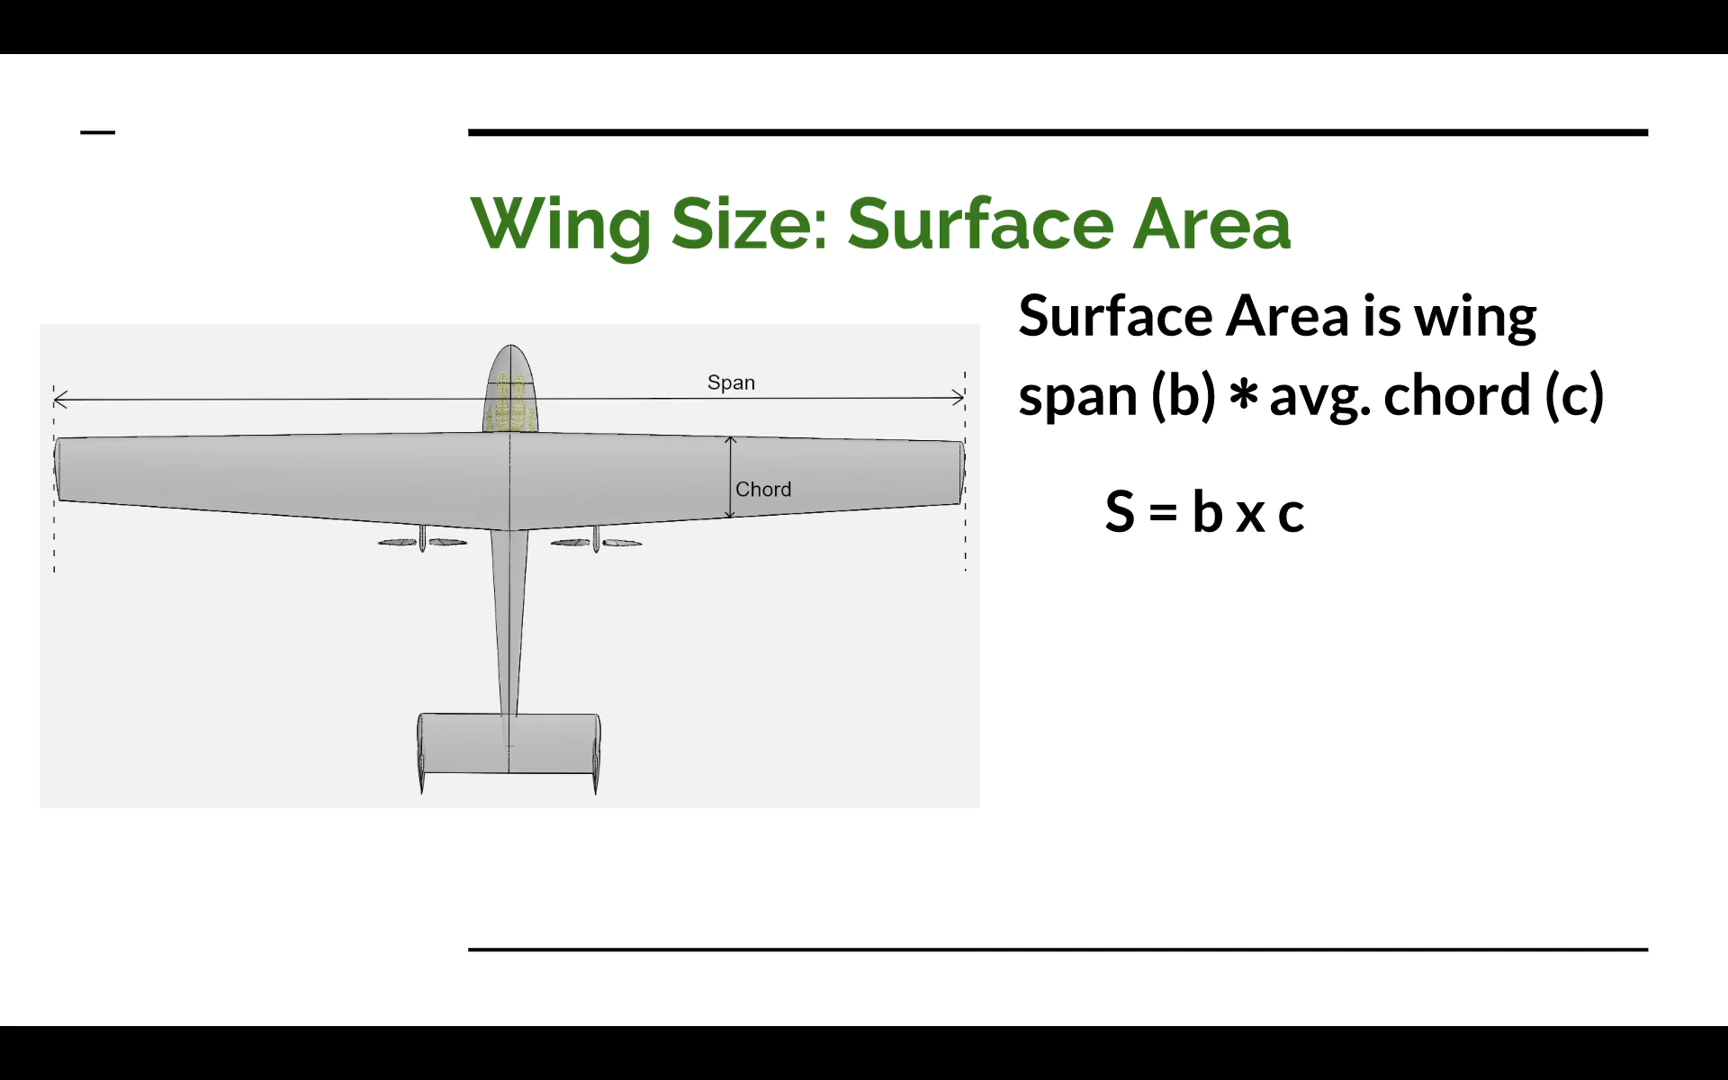 Wing Size: Surface Area
Surface Area is wing
span (b) * avg. chord (c)
S = b x c
Span
Chord